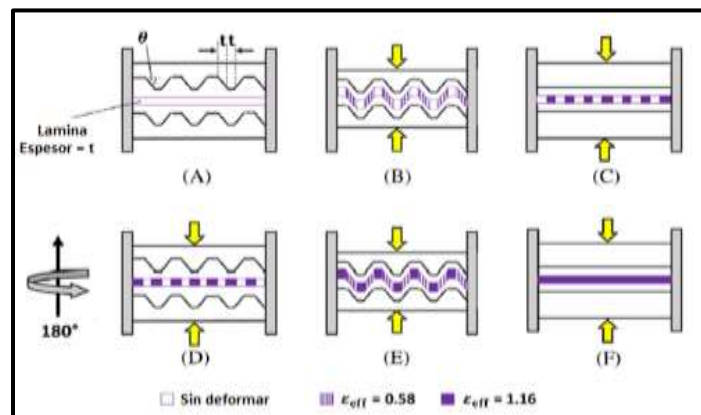 θ
t t
Lamina
Espesor = t
(A)
(B)
(C)
180°
(D)
(E)
(F)
Sin deformar
ε_eff = 0.58
ε_eff = 1.16